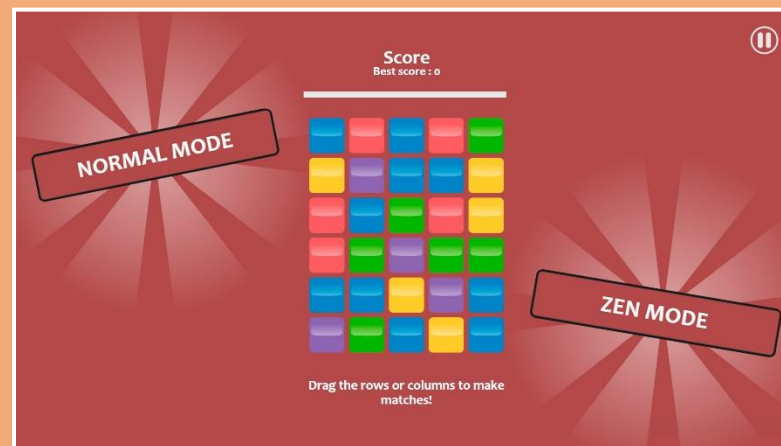 Score
Best score : 0
NORMAL MODE
ZEN MODE
Drag the rows or columns to make
matches!